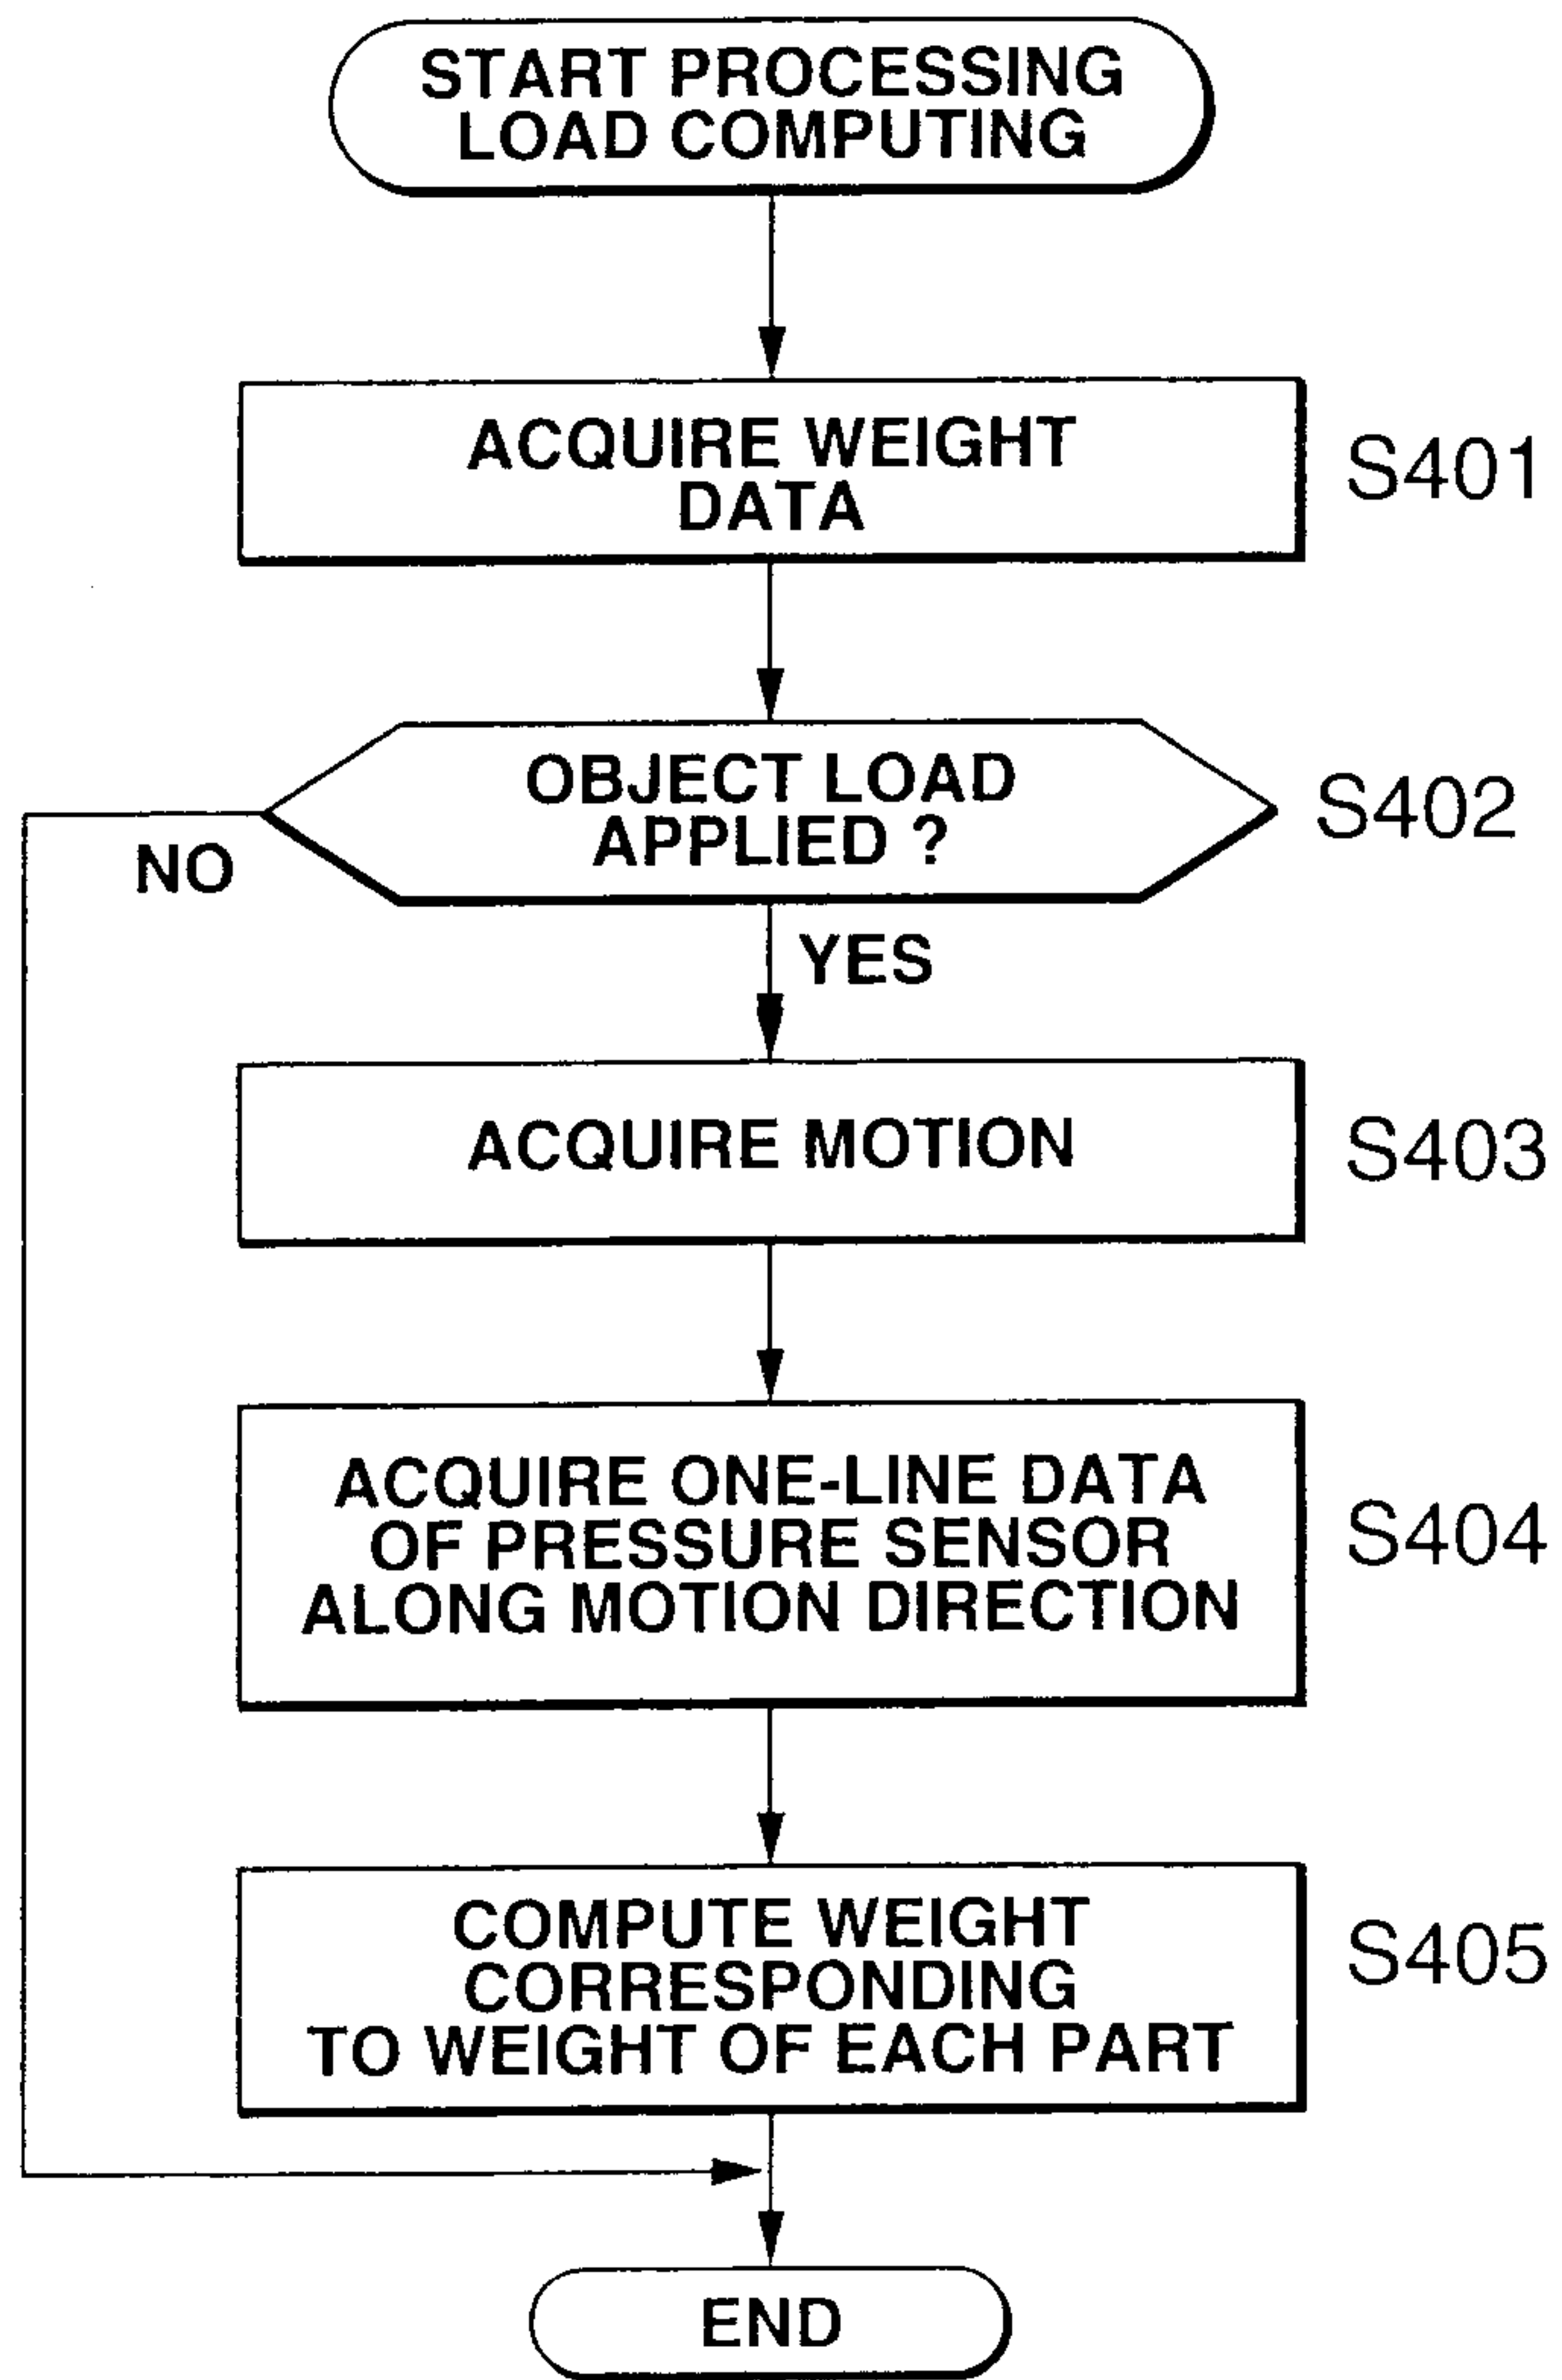 START PROCESSING
LOAD COMPUTING
ACQUIRE WEIGHT
DATA
S401
OBJECT LOAD
APPLIED ?
S402
NO
YES
ACQUIRE MOTION
S403
ACQUIRE ONE-LINE DATA
OF PRESSURE SENSOR
ALONG MOTION DIRECTION
S404
COMPUTE WEIGHT
CORRESPONDING
TO WEIGHT OF EACH PART
S405
END